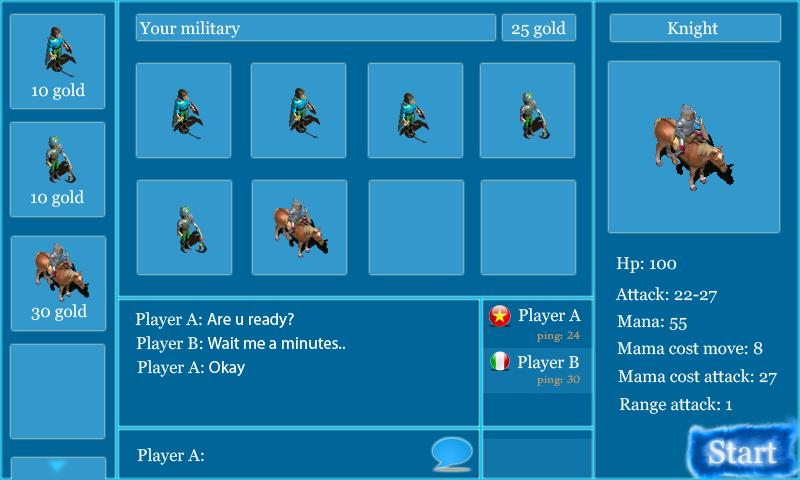 10 gold
10 gold
30 gold
Your military
25 gold
Player A: Are u ready?
Player B: Wait me a minutes..
Player A: Okay
Player A
ping: 24
Player B
ping: 30
Player A:
Knight
Hp: 100
Attack: 22-27
Mana: 55
Mama cost move: 8
Mama cost attack: 27
Range attack: 1
Start